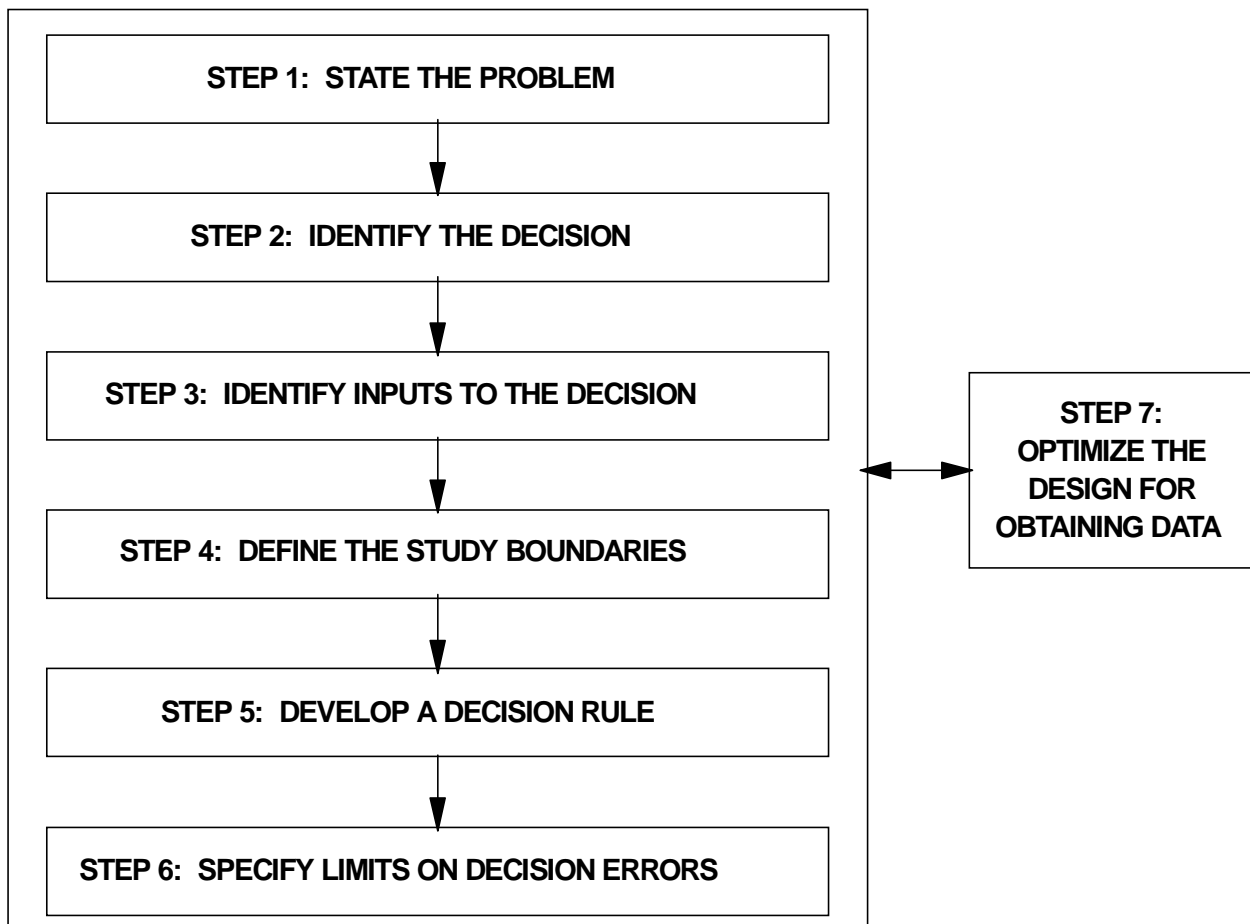 STEP 1: STATE THE PROBLEM
STEP 2: IDENTIFY THE DECISION
STEP 3: IDENTIFY INPUTS TO THE DECISION
STEP 4: DEFINE THE STUDY BOUNDARIES
STEP 5: DEVELOP A DECISION RULE
STEP 6: SPECIFY LIMITS ON DECISION ERRORS
STEP 7:
OPTIMIZE THE
DESIGN FOR
OBTAINING DATA